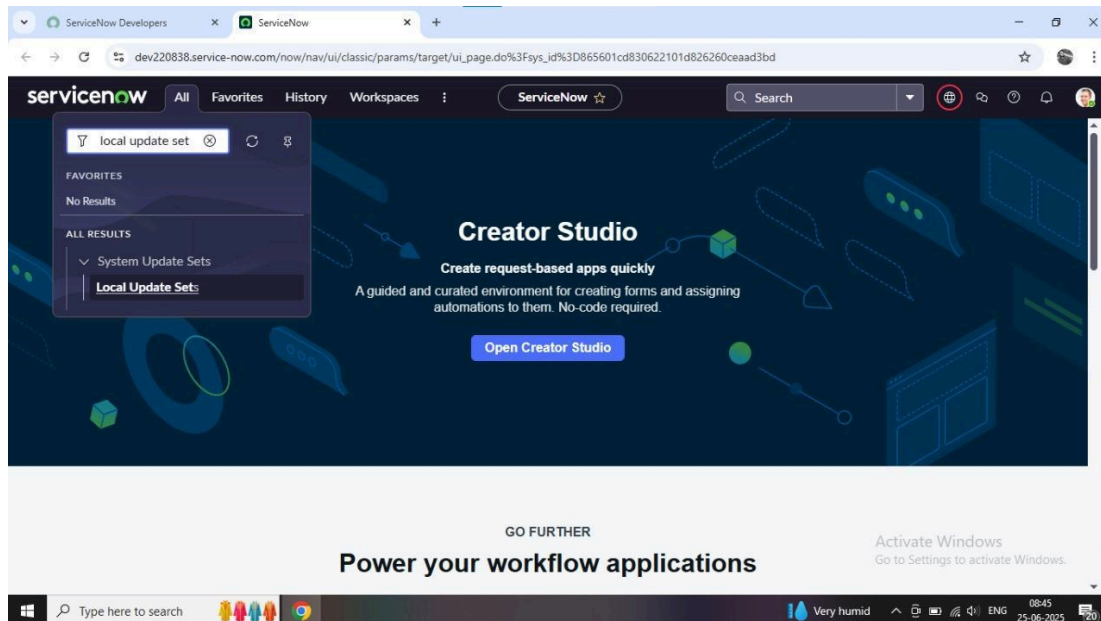 ServiceNow Developers
ServiceNow
dev220838.service-now.com/now/nav/ui/classic/params/target/ui_page.do%3Fsys_id%3D865601cd830622101d826260ceaad3bd
servicenow All Favorites History Workspaces ServiceNow Search
local update set
FAVORITES
No Results
ALL RESULTS
System Update Sets
Local Update Sets
Creator Studio
Create request-based apps quickly
A guided and curated environment for creating forms and assigning
automations to them. No-code required.
Open Creator Studio
GO FURTHER
Power your workflow applications
Activate Windows
Go to Settings to activate Windows.
Type here to search Very humid ENG 08:45
25-06-2025 20